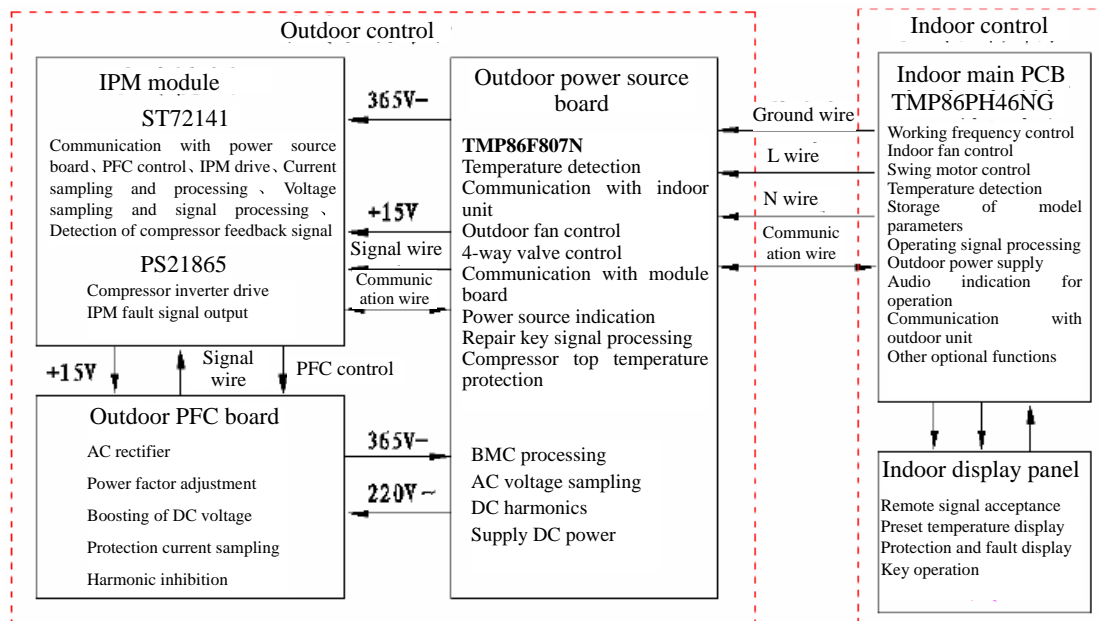 Outdoor control
IPM module
ST72141
Communication with power source
board、PFC control、IPM drive、Current
sampling and processing 、 Voltage
sampling and signal processing 、
Detection of compressor feedback signal
PS21865
Compressor inverter drive
IPM fault signal output
365V-
+15V
Signal wire
Communic
ation wire
Outdoor power source
board
TMP86F807N
Temperature detection
Communication with indoor
unit
Outdoor fan control
4-way valve control
Communication with module
board
Power source indication
Repair key signal processing
Compressor top temperature
protection
BMC processing
AC voltage sampling
DC harmonics
Supply DC power
+15V
Signal
wire
PFC control
Outdoor PFC board
AC rectifier
Power factor adjustment
Boosting of DC voltage
Protection current sampling
Harmonic inhibition
365V-
220V~
Ground wire
L wire
N wire
Communic
ation wire
Indoor control
Indoor main PCB
TMP86PH46NG
Working frequency control
Indoor fan control
Swing motor control
Temperature detection
Storage of model
parameters
Operating signal processing
Outdoor power supply
Audio indication for
operation
Communication with
outdoor unit
Other optional functions
Indoor display panel
Remote signal acceptance
Preset temperature display
Protection and fault display
Key operation